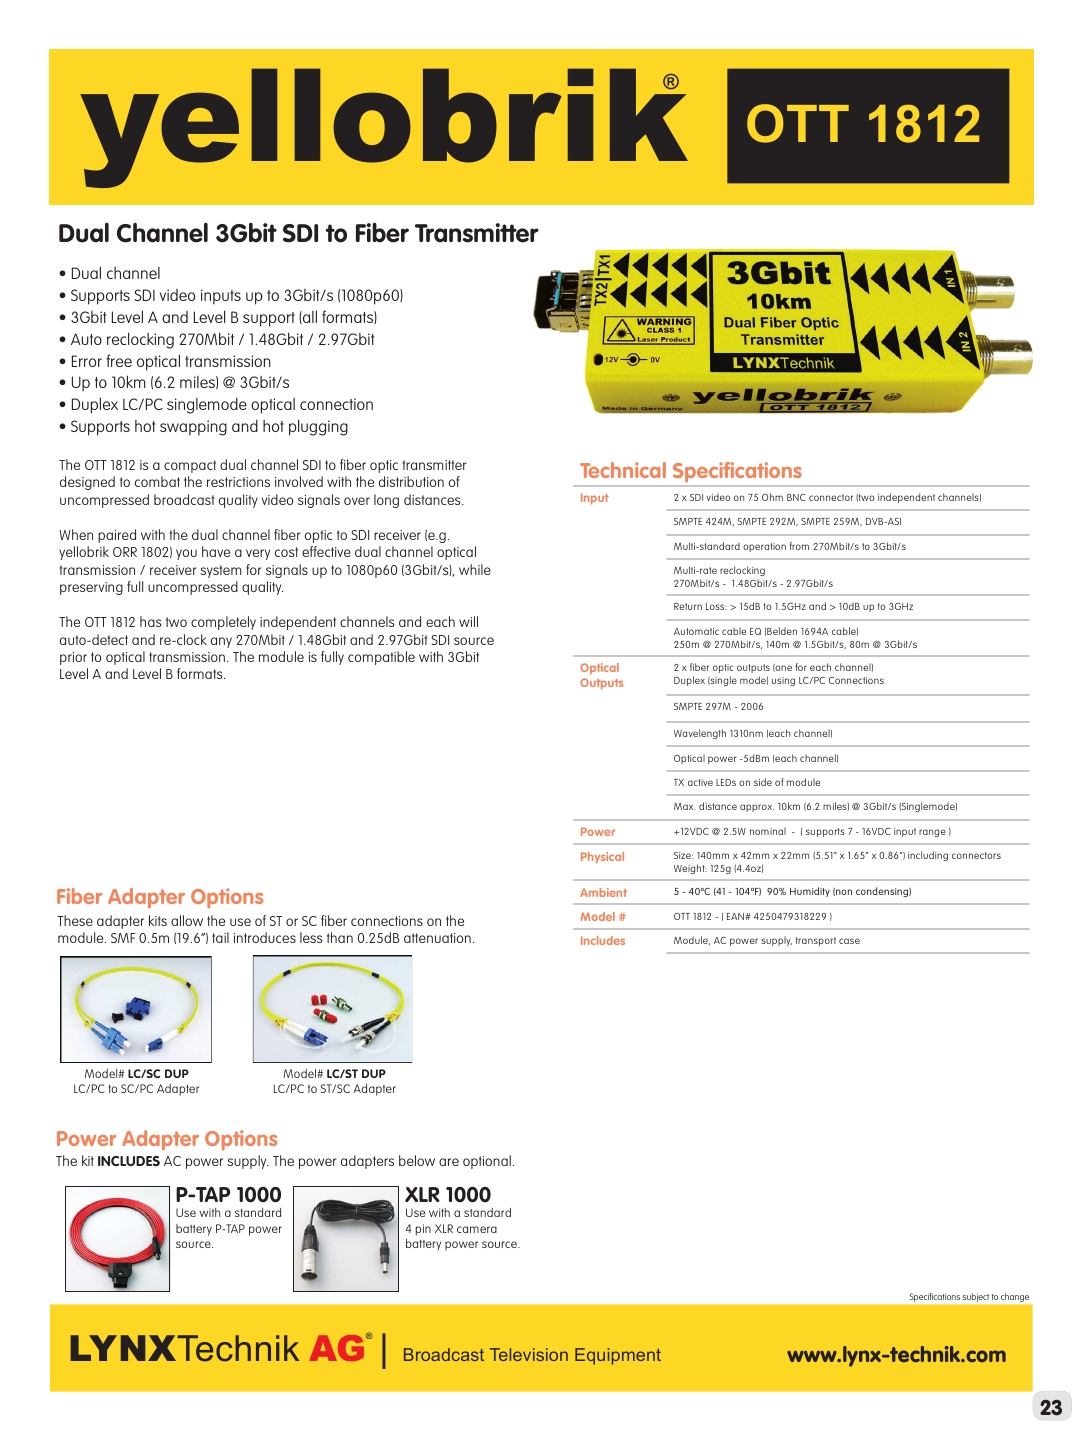 yellobrik®
OTT 1812
Dual Channel 3Gbit SDI to Fiber Transmitter
• Dual channel
• Supports SDI video inputs up to 3Gbit/s (1080p60)
• 3Gbit Level A and Level B support (all formats)
• Auto reclocking 270Mbit / 1.48Gbit / 2.97Gbit
• Error free optical transmission
• Up to 10km (6.2 miles) @ 3Gbit/s
• Duplex LC/PC singlemode optical connection
• Supports hot swapping and hot plugging
The OTT 1812 is a compact dual channel SDI to fiber optic transmitter
designed to combat the restrictions involved with the distribution of
uncompressed broadcast quality video signals over long distances.
When paired with the dual channel fiber optic to SDI receiver (e.g.
yellobrik ORR 1802) you have a very cost effective dual channel optical
transmission / receiver system for signals up to 1080p60 (3Gbit/s), while
preserving full uncompressed quality.
The OTT 1812 has two completely independent channels and each will
auto-detect and re-clock any 270Mbit / 1.48Gbit and 2.97Gbit SDI source
prior to optical transmission. The module is fully compatible with 3Gbit
Level A and Level B formats.
TX2 TX1
3Gbit
10km
Dual Fiber Optic
Transmitter
LYNXTechnik
IN 1
IN 2
WARNING
CLASS 1
Laser Product
12V 0V
yellobrik
Made in Germany
OTT 1812
Technical Specifications
Input
2 x SDI video on 75 Ohm BNC connector (two independent channels)
SMPTE 424M, SMPTE 292M, SMPTE 259M, DVB-ASI
Multi-standard operation from 270Mbit/s to 3Gbit/s
Multi-rate reclocking
270Mbit/s - 1.48Gbit/s - 2.97Gbit/s
Return Loss: > 15dB to 1.5GHz and > 10dB up to 3GHz
Automatic cable EQ (Belden 1694A cable)
250m @ 270Mbit/s, 140m @ 1.5Gbit/s, 80m @ 3Gbit/s
Optical
Outputs
2 x fiber optic outputs (one for each channel)
Duplex (single mode) using LC/PC Connections
SMPTE 297M - 2006
Wavelength 1310nm (each channel)
Optical power -5dBm (each channel)
TX active LEDs on side of module
Max. distance approx. 10km (6.2 miles) @ 3Gbit/s (Singlemode)
Power
+12VDC @ 2.5W nominal - ( supports 7 - 16VDC input range )
Physical
Size: 140mm x 42mm x 22mm (5.51” x 1.65” x 0.86”) including connectors
Weight: 125g (4.4oz)
Ambient
5 - 40ºC (41 - 104ºF) 90% Humidity (non condensing)
Model #
OTT 1812 - ( EAN# 4250479318229 )
Includes
Module, AC power supply, transport case
Fiber Adapter Options
These adapter kits allow the use of ST or SC fiber connections on the
module. SMF 0.5m (19.6”) tail introduces less than 0.25dB attenuation.
Model# LC/SC DUP
LC/PC to SC/PC Adapter
Model# LC/ST DUP
LC/PC to ST/SC Adapter
Power Adapter Options
The kit INCLUDES AC power supply. The power adapters below are optional.
P-TAP 1000
Use with a standard
battery P-TAP power
source.
XLR 1000
Use with a standard
4 pin XLR camera
battery power source.
Specifications subject to change
LYNXTechnik AG® | Broadcast Television Equipment
www.lynx-technik.com
23